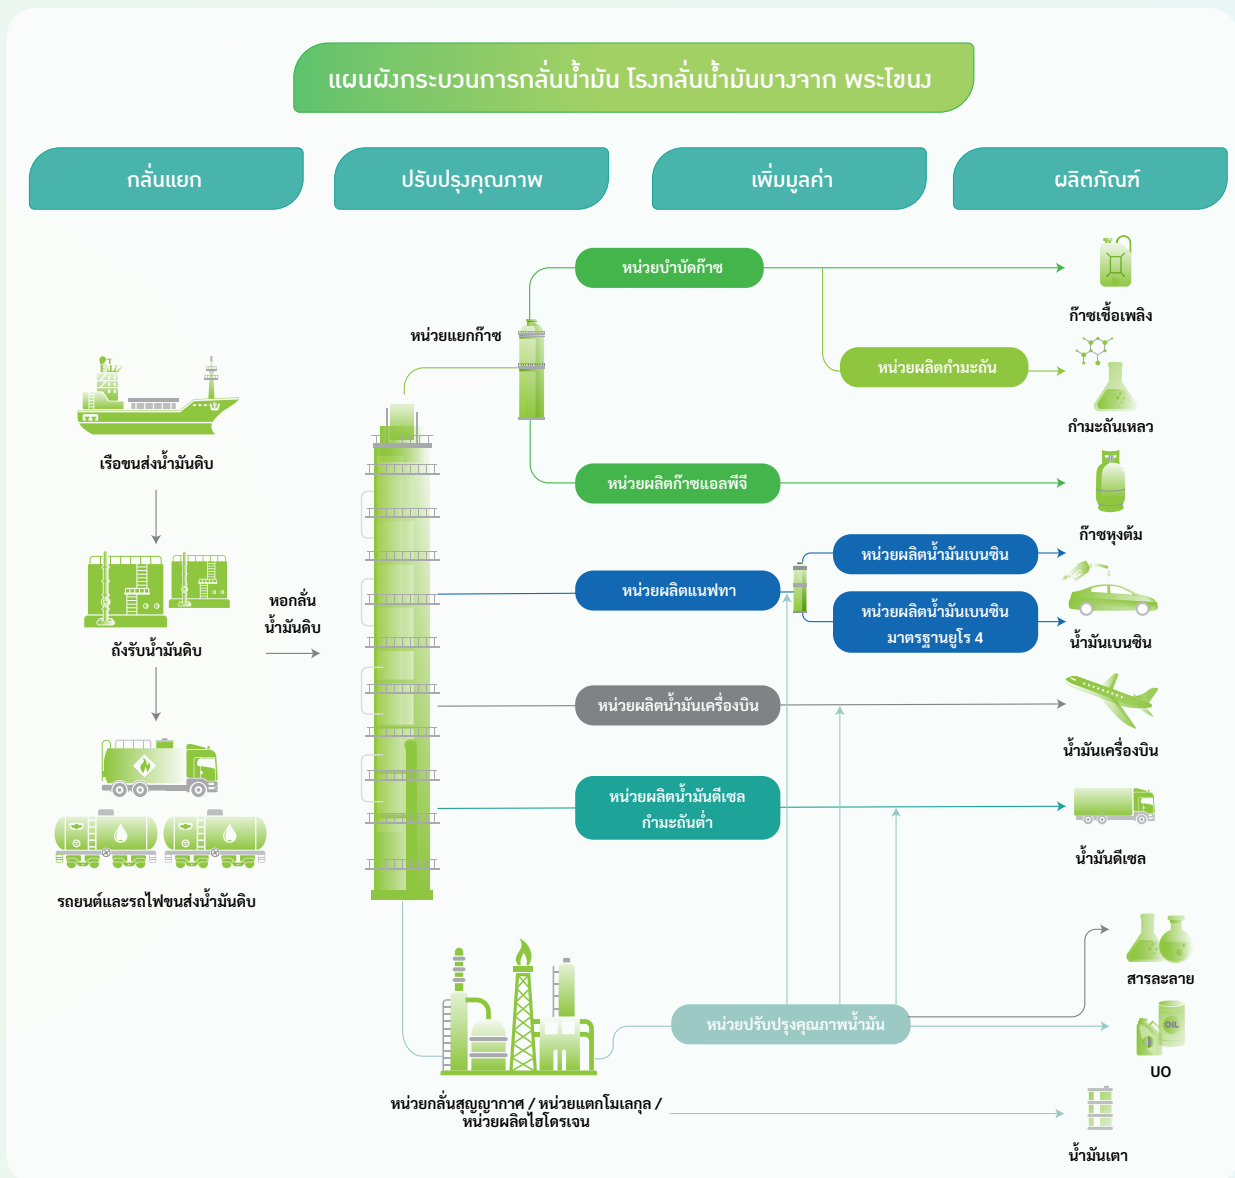 แผนผังกระบวนการกลั่นน้ำมัน โรงกลั่นน้ำมันบางจาก พระโขนง
กลั่นแยก
ปรับปรุงคุณภาพ
เพิ่มมูลค่า
ผลิตภัณฑ์
หน่วยบำบัดก๊าซ
ก๊าซเชื้อเพลิง
หน่วยแยกก๊าซ
หน่วยผลิตกำมะถัน
กำมะถันเหลว
เรือขนส่งน้ำมันดิบ
หน่วยผลิตก๊าซแอลพีจี
ก๊าซหุงต้ม
หน่วยผลิตน้ำมันเบนซิน
หน่วยผลิตแนฟทา
หอกลั่น
น้ำมันดิบ
หน่วยผลิตน้ำมันเบนซิน
มาตรฐานยูโร 4
น้ำมันเบนซิน
ถังรับน้ำมันดิบ
หน่วยผลิตน้ำมันเครื่องบิน
น้ำมันเครื่องบิน
หน่วยผลิตน้ำมันดีเซล
กำมะถันต่ำ
น้ำมันดีเซล
รถยนต์และรถไฟขนส่งน้ำมันดิบ
สารละลาย
หน่วยปรับปรุงคุณภาพน้ำมัน
OIL
UO
หน่วยกลั่นสุญญากาศ / หน่วยแตกโมเลกุล /
หน่วยผลิตไฮโดรเจน
น้ำมันเตา